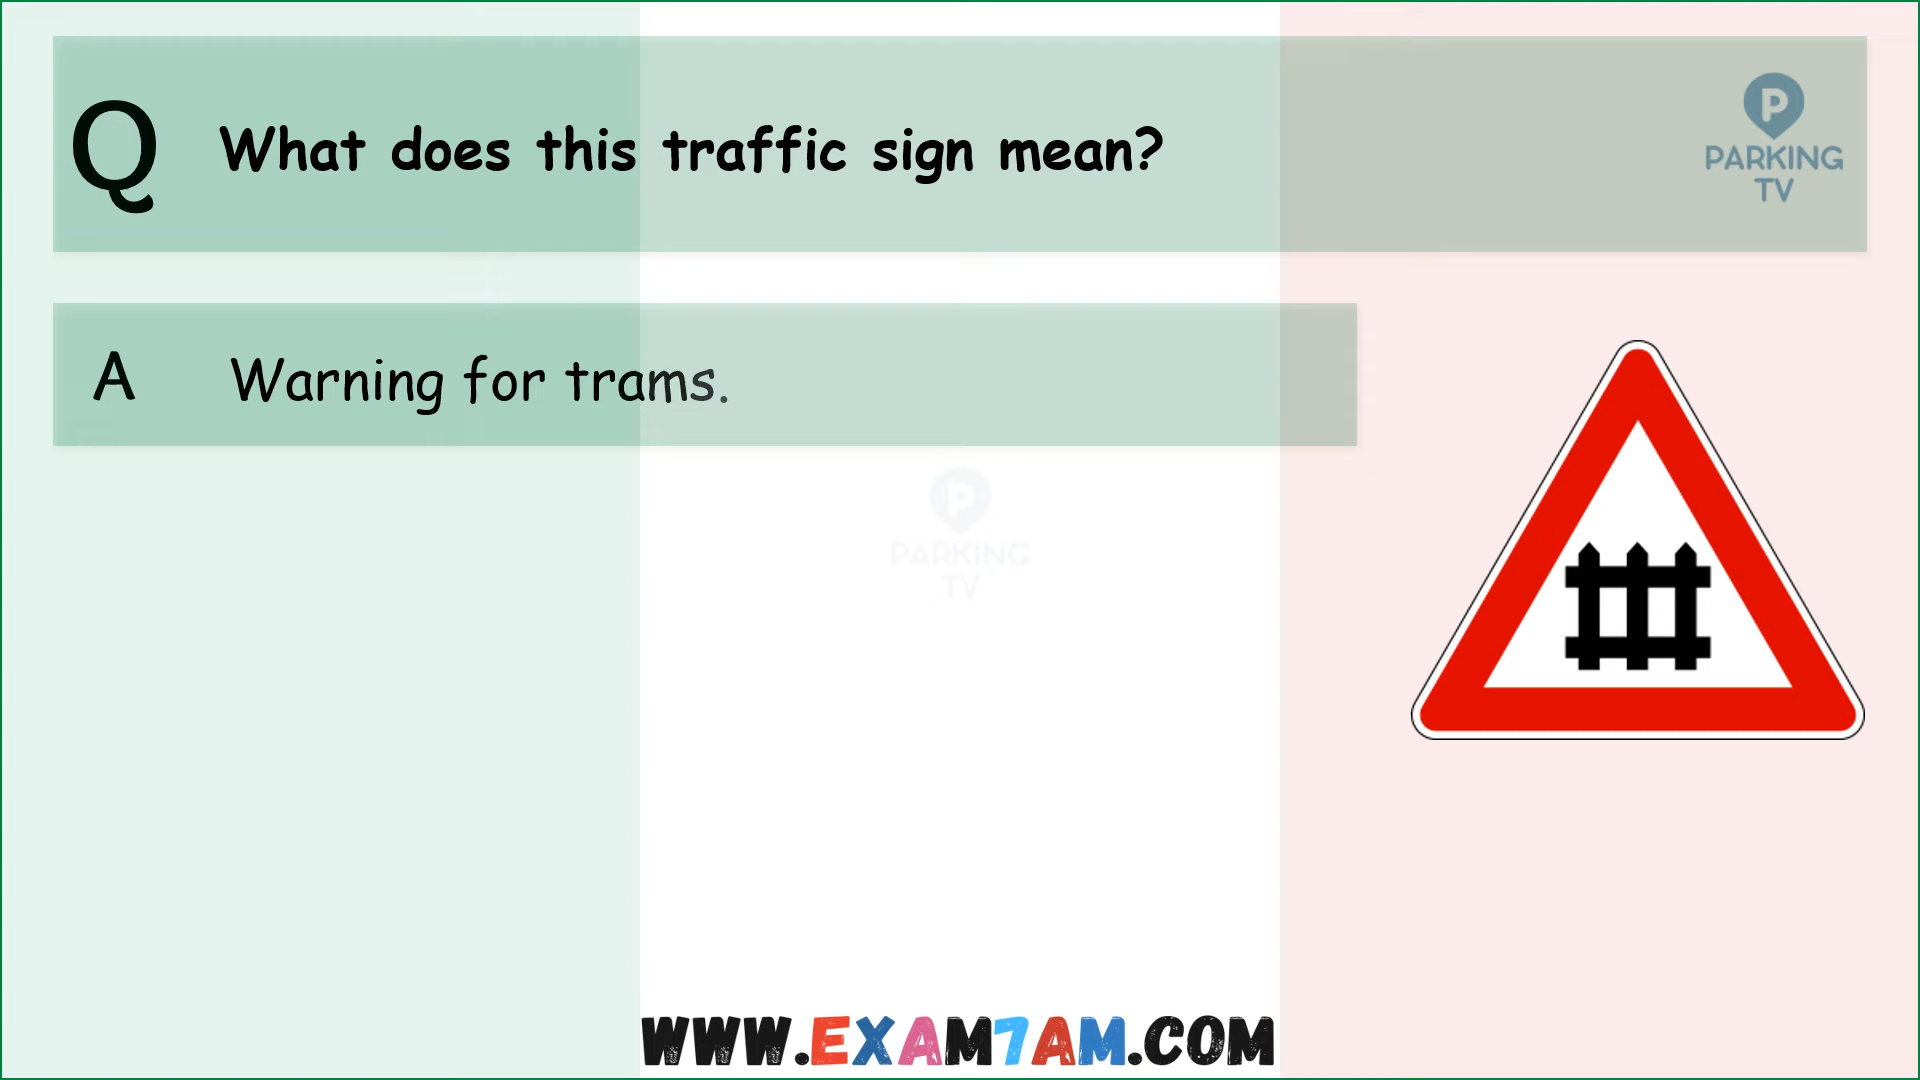 Q What does this traffic sign mean?
P
PARKING
TV
A Warning for trams.
P
PARKING
TV
WWW.EXAM7AM.COM